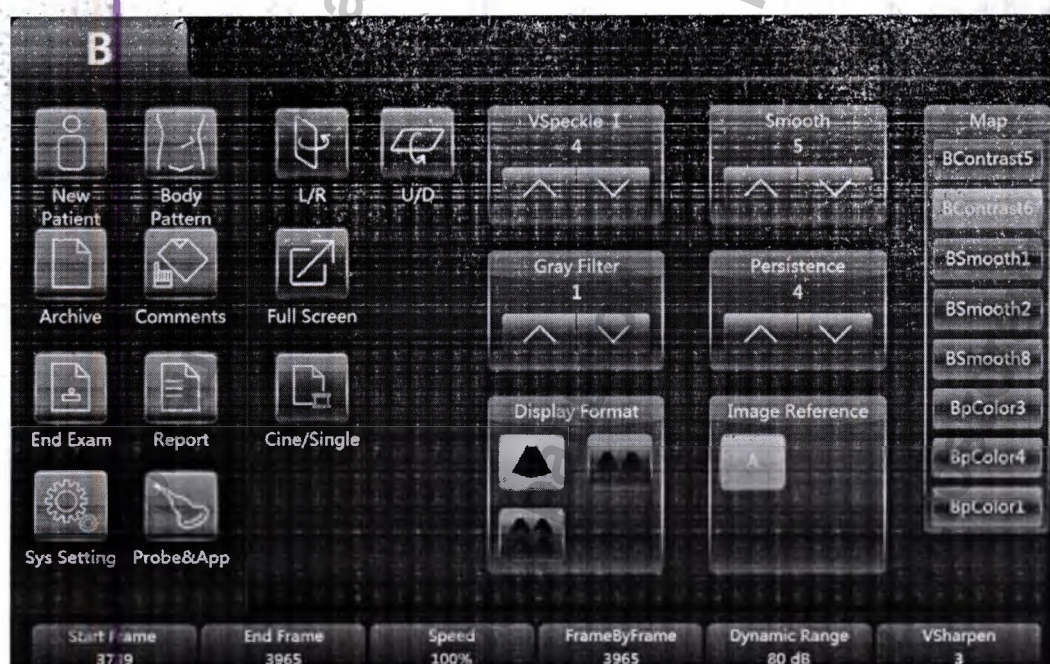 B
New
Patient
Body
Pattern
L/R
U/D
Archive
Comments
Full Screen
End Exam
Report
Cine/Single
Sys Setting
Probe&App
VSpeckle I
4
Smooth
5
Gray Filter
1
Persistence
4
Display Format
Image Reference
A
Map
BContrast5
BContrast6
BSmooth1
BSmooth2
BSmooth8
BpColor3
BpColor4
BpColor1
Start Frame
End Frame
3965
Speed
100%
FrameByFrame
3965
Dynamic Range
80 dB
VSharpen
3